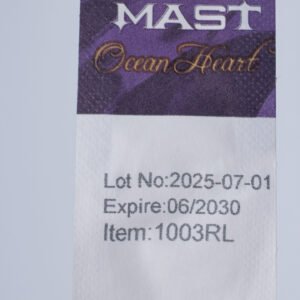 MAST
Ocean Heart
Lot No:2025-07-01
Expire:06/2030
Item:1003RL